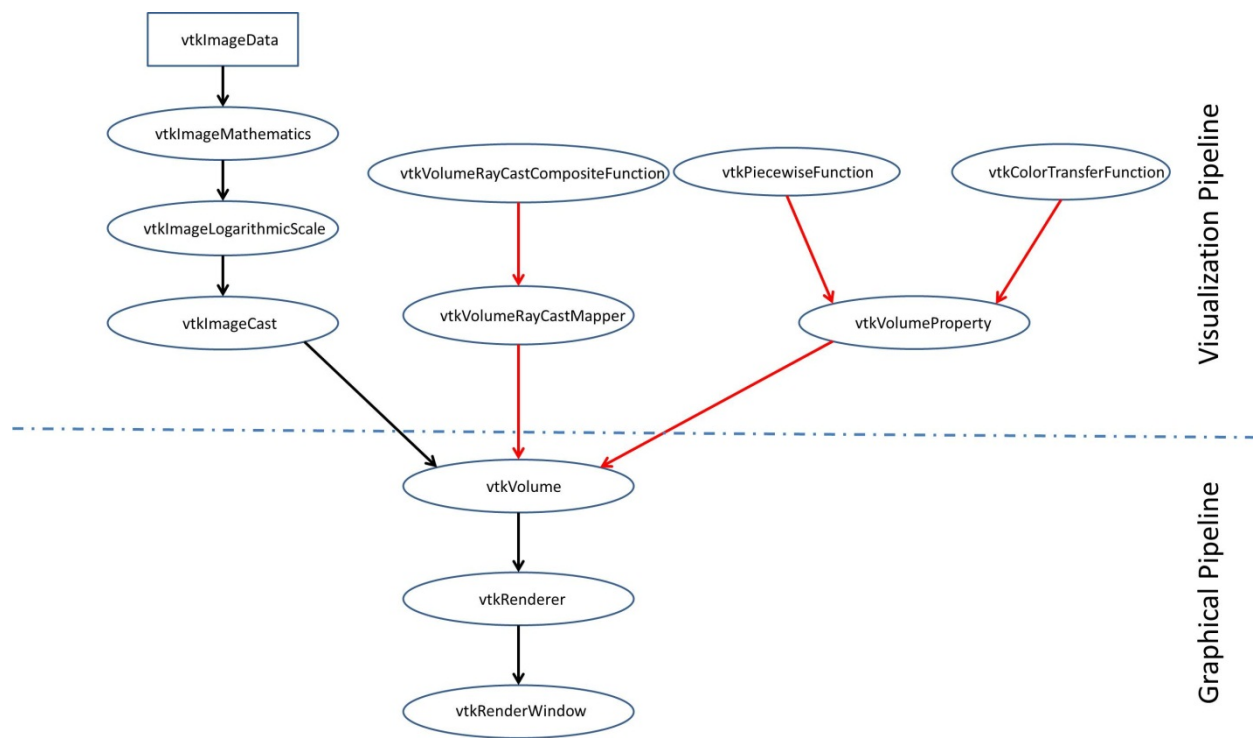 vtkImageData
vtkImageMathematics
vtkImageLogarithmicScale
vtkImageCast
vtkVolumeRayCastCompositeFunction
vtkVolumeRayCastMapper
vtkPiecewiseFunction
vtkColorTransferFunction
vtkVolumeProperty
Visualization Pipeline
vtkVolume
vtkRenderer
vtkRenderWindow
Graphical Pipeline